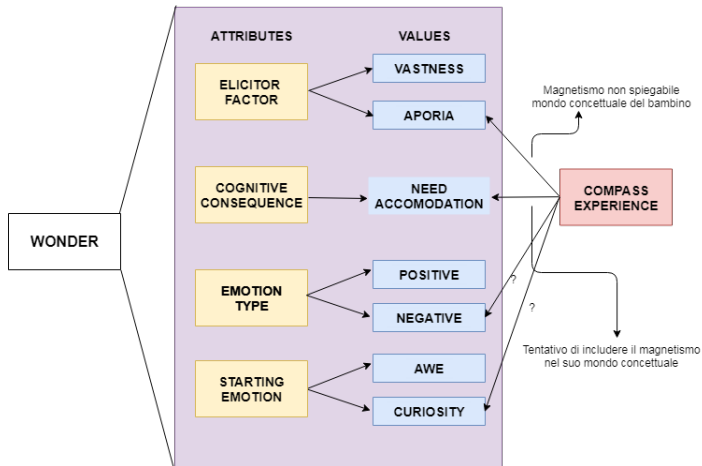 ATTRIBUTES
VALUES
ELICITOR
FACTOR
VASTNESS
APORIA
Magnetismo non spiegabile
mondo concettuale del bambino
COGNITIVE
CONSEQUENCE
NEED
ACCOMODATION
COMPASS
EXPERIENCE
WONDER
EMOTION
TYPE
POSITIVE
NEGATIVE
?
?
Tentativo di includere il magnetismo
nel suo mondo concettuale
STARTING
EMOTION
AWE
CURIOSITY